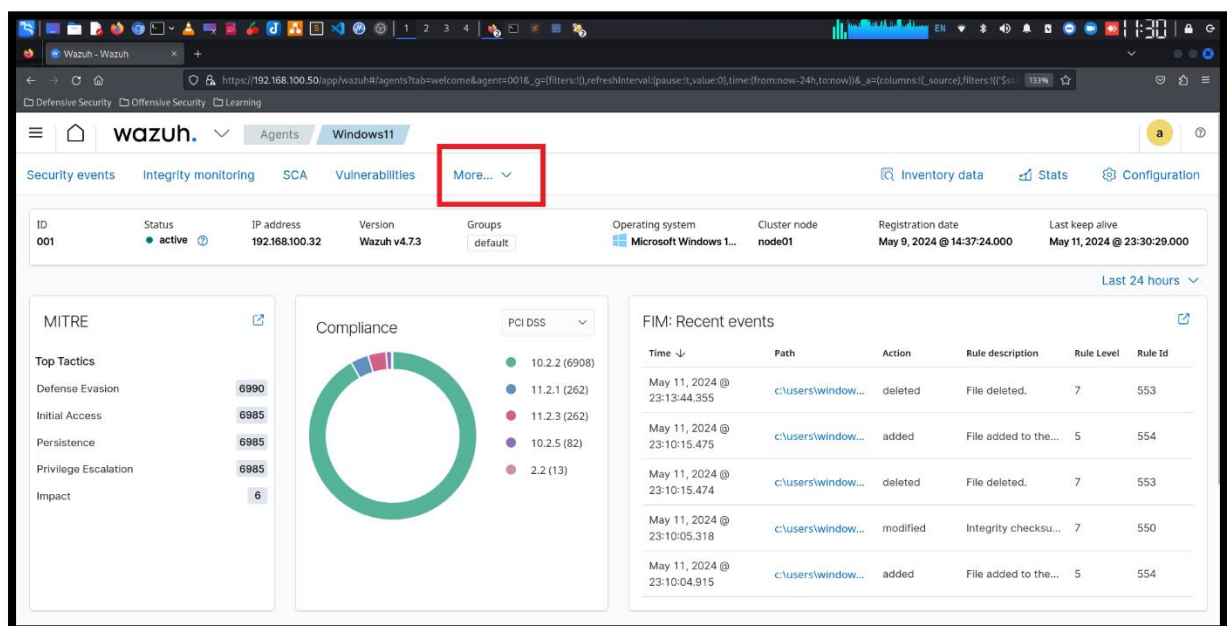 1 2 3 4 EN 1:30
Wazuh - Wazuh
https://192.168.100.50/app/wazuh#/agents?tab=welcome&agent=001&_g=(filters:!(),refreshInterval:(pause:!t,value:0),time:(from:now-24h,to:now))&_a=(columns:!(_source),filters:!(('$st 133%
Defensive Security Offensive Security Learning
wazuh. Agents Windows11 a
Security events Integrity monitoring SCA Vulnerabilities More... Inventory data Stats Configuration
ID Status IP address Version Groups Operating system Cluster node Registration date Last keep alive
001 active 192.168.100.32 Wazuh v4.7.3 default Microsoft Windows 1... node01 May 9, 2024 @ 14:37:24.000 May 11, 2024 @ 23:30:29.000
Last 24 hours
MITRE
Top Tactics
Defense Evasion 6990
Initial Access 6985
Persistence 6985
Privilege Escalation 6985
Impact 6
Compliance PCI DSS
10.2.2 (6908)
11.2.1 (262)
11.2.3 (262)
10.2.5 (82)
2.2 (13)
FIM: Recent events
Time Path Action Rule description Rule Level Rule Id
May 11, 2024 @
23:13:44.355 c:\users\window... deleted File deleted. 7 553
May 11, 2024 @
23:10:15.475 c:\users\window... added File added to the... 5 554
May 11, 2024 @
23:10:15.474 c:\users\window... deleted File deleted. 7 553
May 11, 2024 @
23:10:05.318 c:\users\window... modified Integrity checksu... 7 550
May 11, 2024 @
23:10:04.915 c:\users\window... added File added to the... 5 554